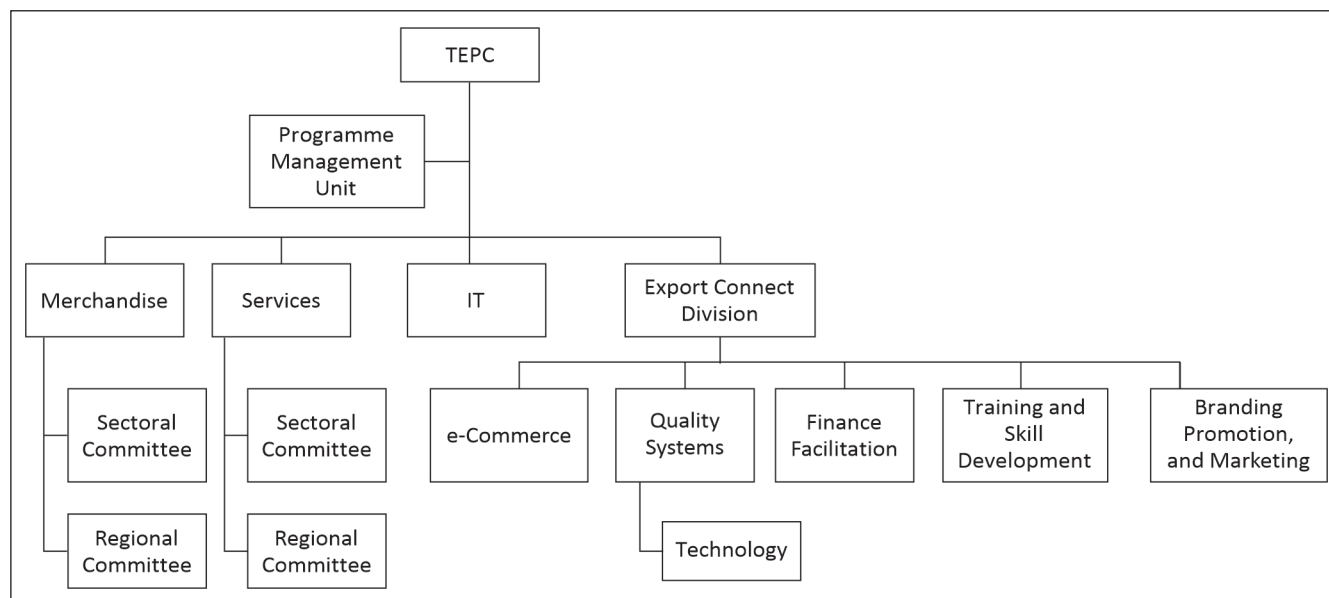 TEPC
Programme
Management
Unit
Merchandise
Services
IT
Export Connect
Division
Sectoral
Committee
Sectoral
Committee
e-Commerce
Quality
Systems
Finance
Facilitation
Training and
Skill
Development
Branding
Promotion,
and Marketing
Regional
Committee
Regional
Committee
Technology